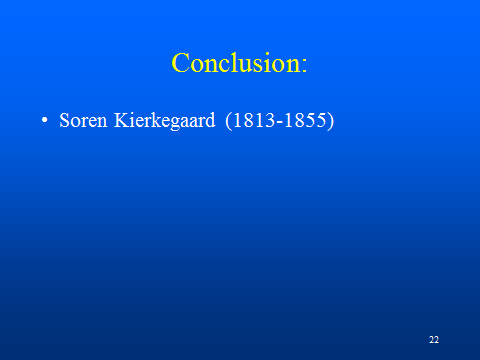 Conclusion:
• Soren Kierkegaard (1813-1855)
22